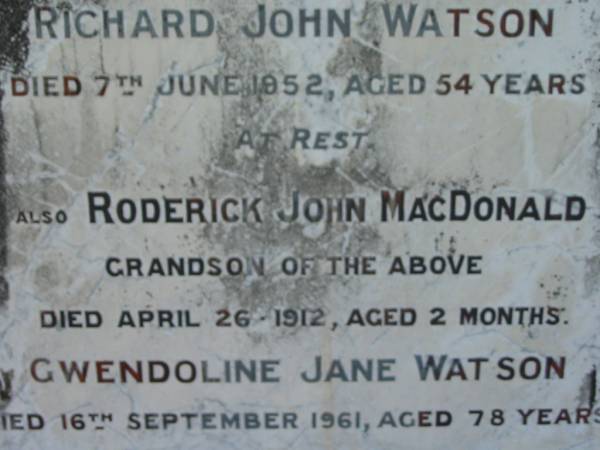 RICHARD JOHN WATSON
DIED 7TH JUNE 1952, AGED 54 YEARS
AT REST.
ALSO RODERICK JOHN MACDONALD
GRANDSON OF THE ABOVE
DIED APRIL 26 · 1912, AGED 2 MONTHS.
GWENDOLINE JANE WATSON
IED 16TH SEPTEMBER 1961, AGED 78 YEARS